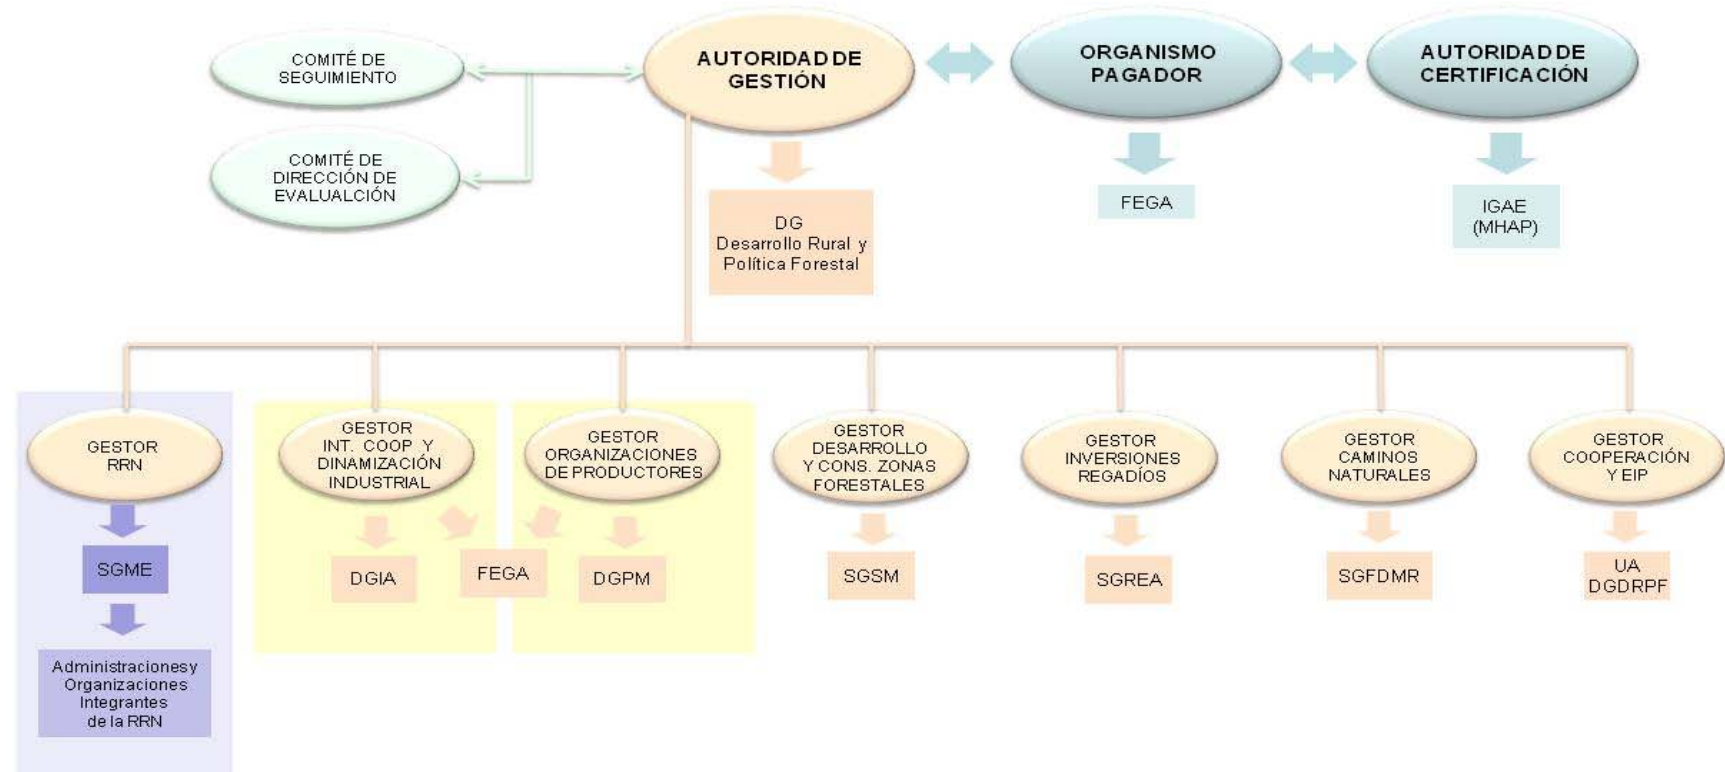 COMITÉ DE
SEGUIMIENTO
AUTORIDAD DE
GESTIÓN
ORGANISMO
PAGADOR
AUTORIDAD DE
CERTIFICACIÓN
COMITÉ DE
DIRECCIÓN DE
EVALUALCIÓN
DG
Desarrollo Rural y
Política Forestal
FEGA
IGAE
(MHAP)
GESTOR
RRN
GESTOR
INT. COOP Y
DINAMIZACIÓN
INDUSTRIAL
GESTOR
ORGANIZACIONES
DE PRODUCTORES
GESTOR
DESARROLLO
Y CONS. ZONAS
FORESTALES
GESTOR
INVERSIONES
REGADÍOS
GESTOR
CAMINOS
NATURALES
GESTOR
COOPERACIÓN
Y EIP
SGME
DGIA
FEGA
DGPM
SGSM
SGREA
SGFDMR
UA
DGDRPF
Administraciones y
Organizaciones
Integrantes
de la RRN